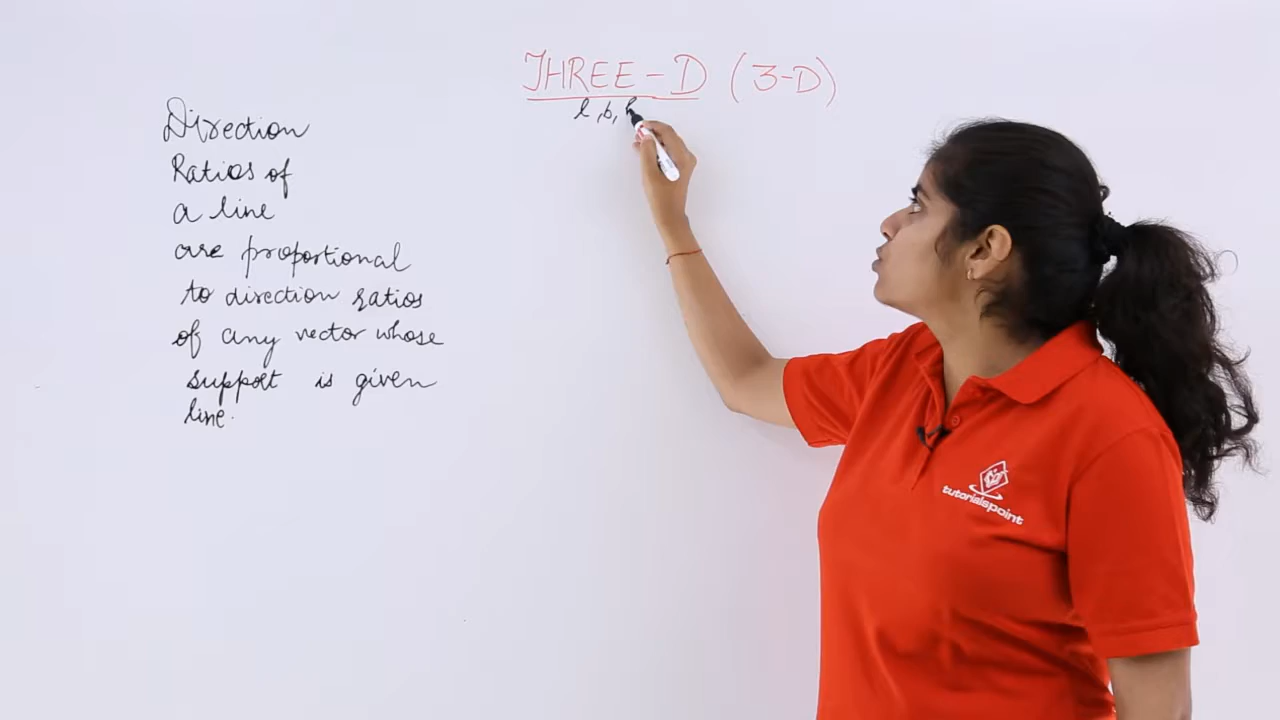 THREE-D (3-D)
l, b, h
Direction
Ratios of
a line
are proportional
to direction ratios
of any vector whose
support is given
line.
tutorialspoint